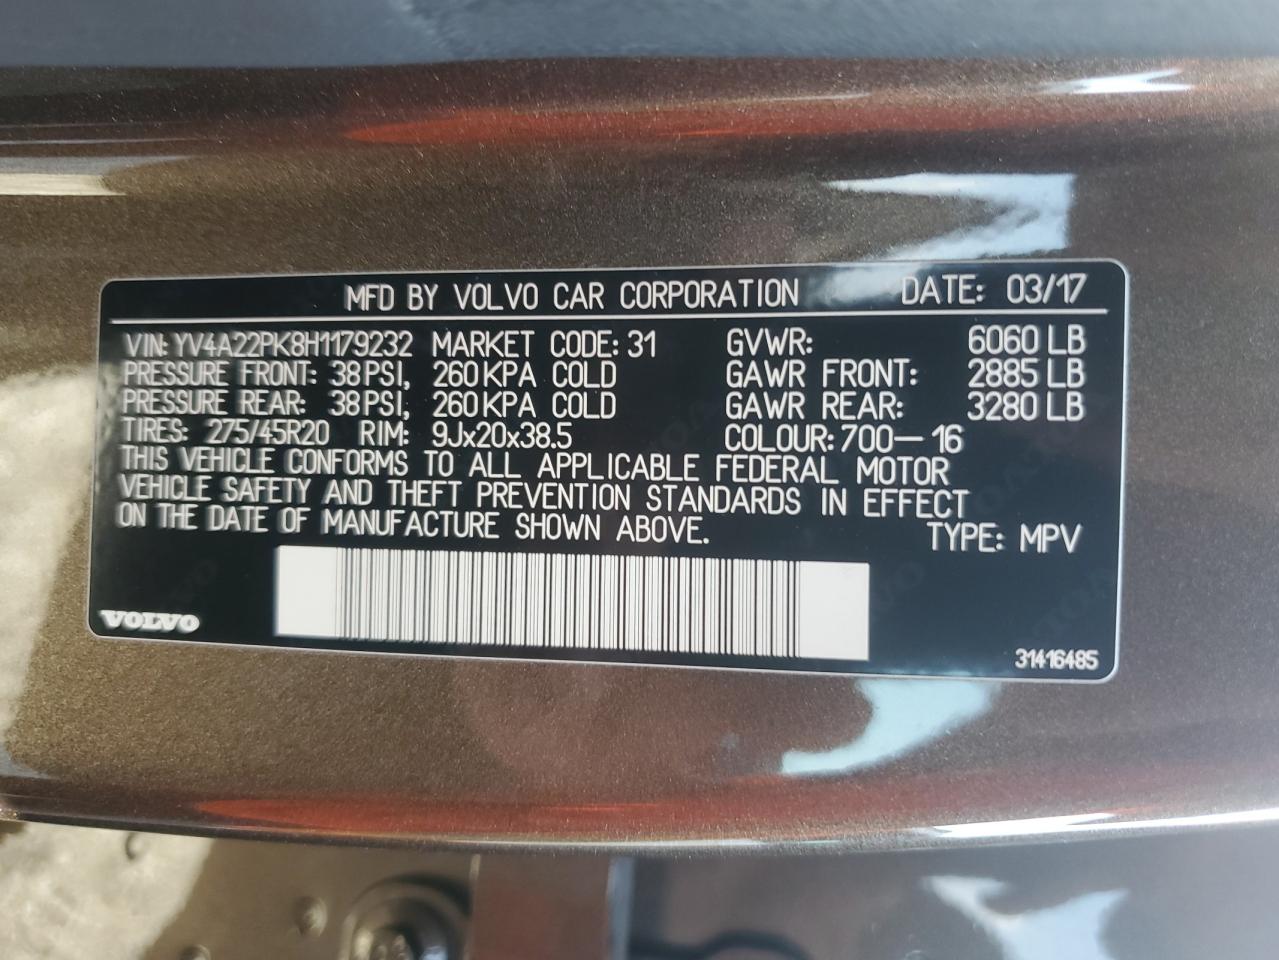 MFD BY VOLVO CAR CORPORATION DATE: 03/17
VIN: YV4A22PK8H1179232 MARKET CODE: 31 GVWR: 6060 LB
PRESSURE FRONT: 38 PSI, 260 KPA COLD GAWR FRONT: 2885 LB
PRESSURE REAR: 38 PSI, 260 KPA COLD GAWR REAR: 3280 LB
TIRES: 275/45R20 RIM: 9Jx20x38.5 COLOUR: 700-16
THIS VEHICLE CONFORMS TO ALL APPLICABLE FEDERAL MOTOR
VEHICLE SAFETY AND THEFT PREVENTION STANDARDS IN EFFECT
ON THE DATE OF MANUFACTURE SHOWN ABOVE. TYPE: MPV
VOLVO
31416485